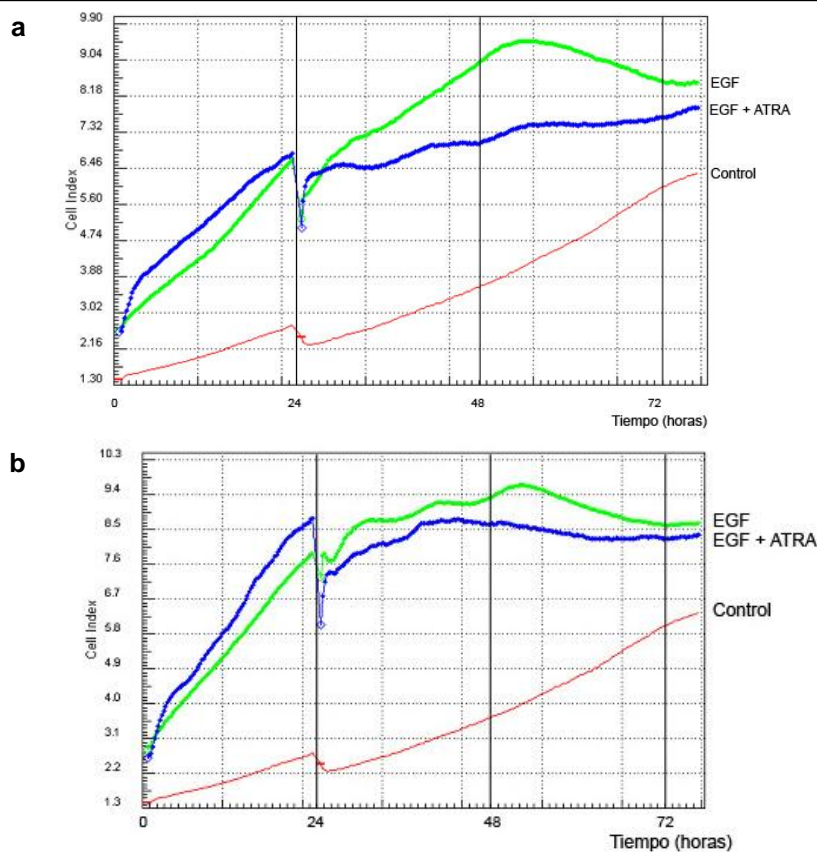 a
9.90
9.04
8.18
7.32
6.46
5.60
4.74
3.88
3.02
2.16
1.30
Cell Index
EGF
EGF + ATRA
Control
0 24 48 72
Tiempo (horas)
b
10.3
9.4
8.5
7.6
6.7
5.8
4.9
4.0
3.1
2.2
1.3
Cell Index
EGF
EGF + ATRA
Control
0 24 48 72
Tiempo (horas)